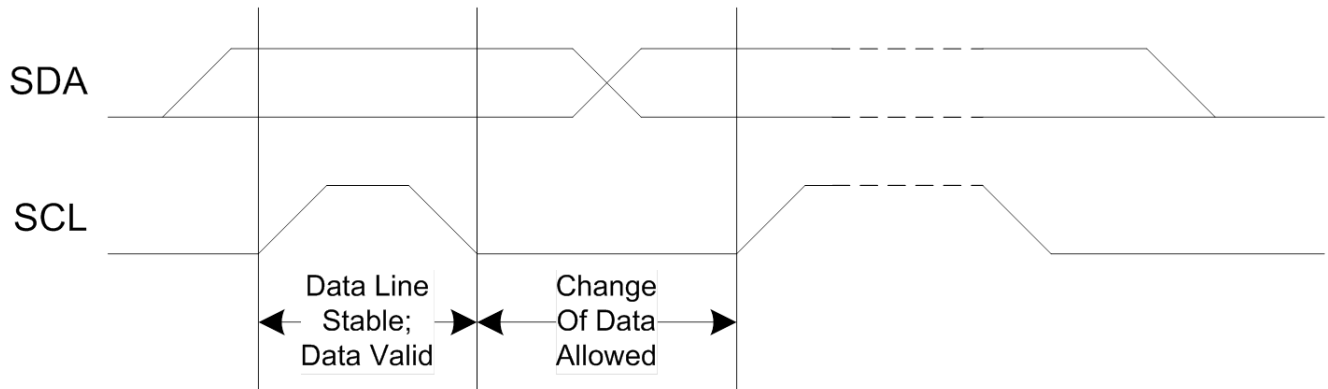 SDA
SCL
Data Line
Stable;
Data Valid
Change
Of Data
Allowed